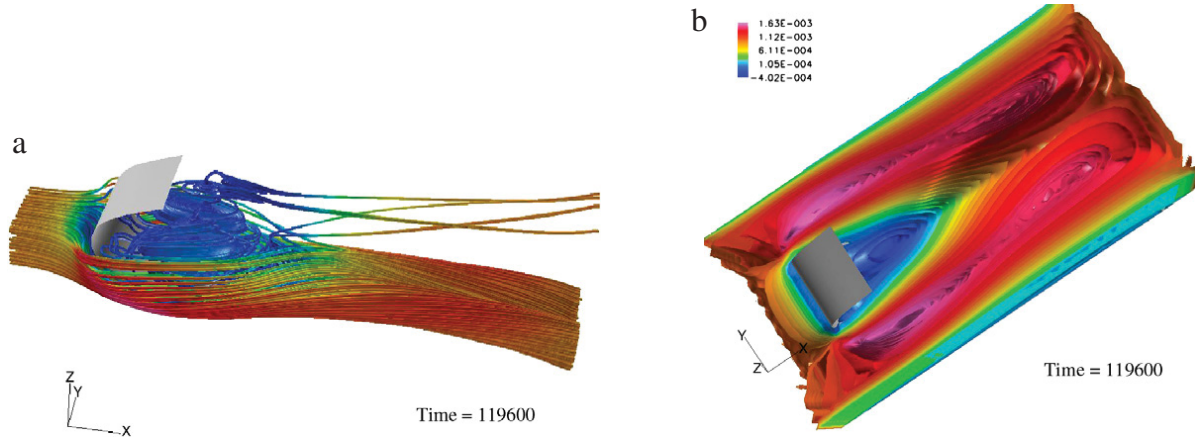 a
Z
Y
X
Time = 119600
b
1.63E-003
1.12E-003
6.11E-004
1.05E-004
-4.02E-004
Y
X
Z
Time = 119600